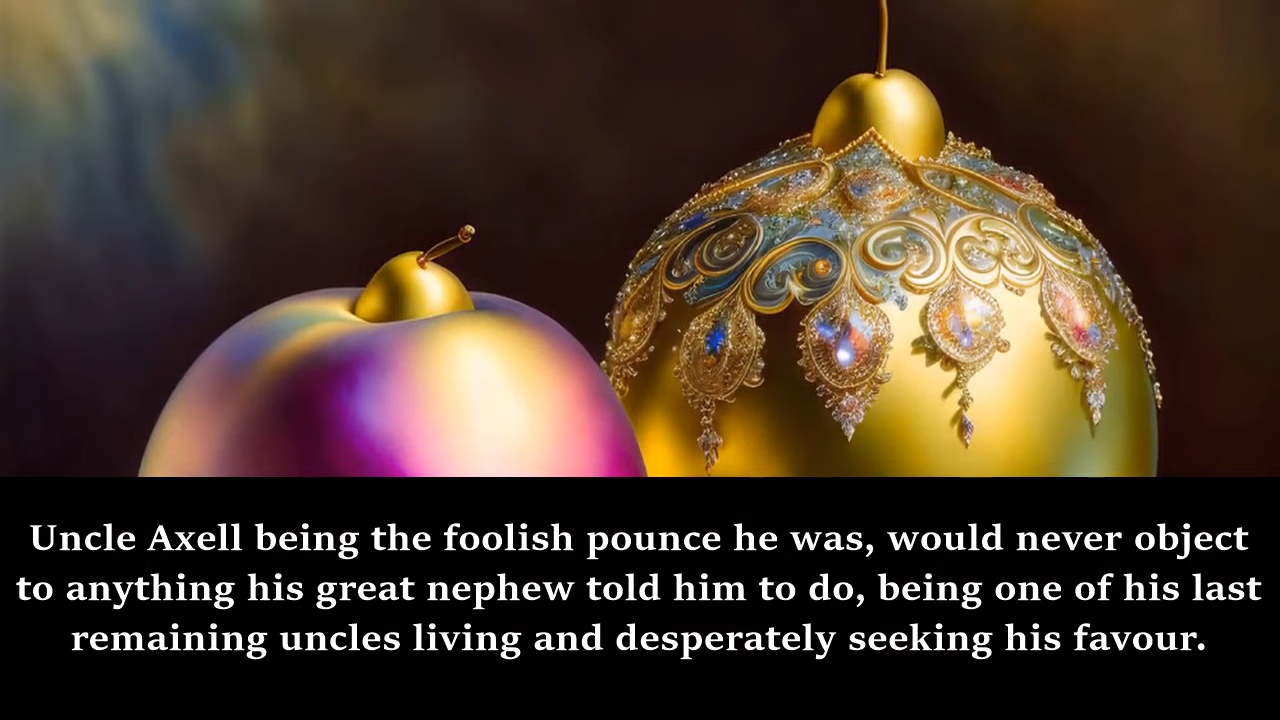 Uncle Axell being the foolish pounce he was, would never object
to anything his great nephew told him to do, being one of his last
remaining uncles living and desperately seeking his favour.